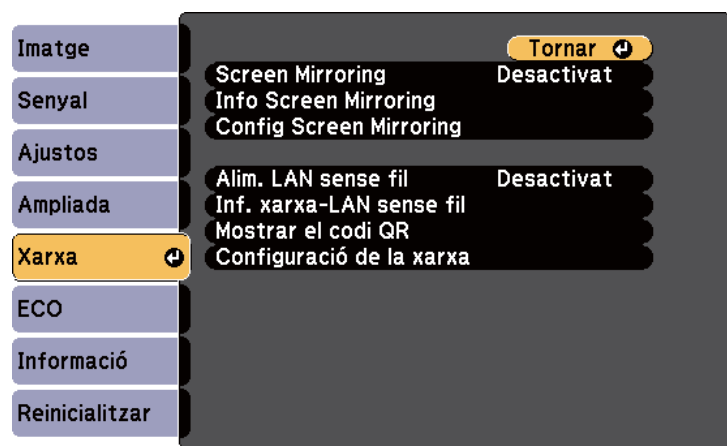 Imatge
Senyal
Ajustos
Ampliada
Xarxa
ECO
Informació
Reinicialitzar
Tornar
Screen Mirroring Desactivat
Info Screen Mirroring
Config Screen Mirroring
Alim. LAN sense fil Desactivat
Inf. xarxa-LAN sense fil
Mostrar el codi QR
Configuració de la xarxa